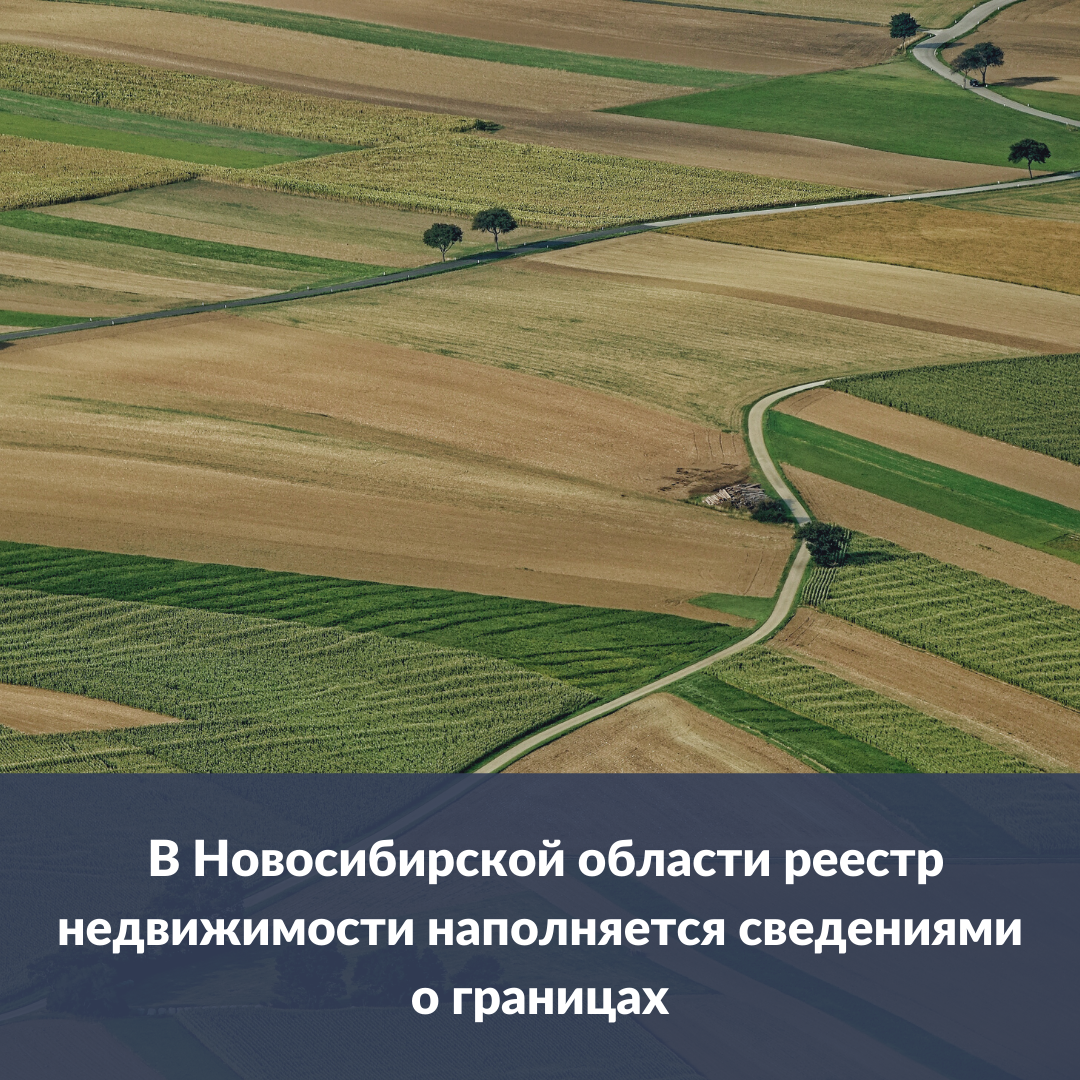 В Новосибирской области реестр
недвижимости наполняется сведениями
о границах